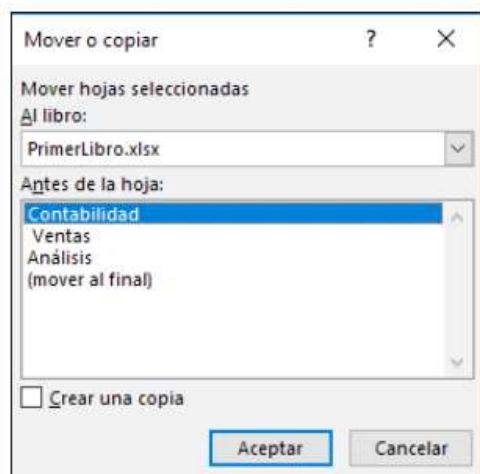 Mover o copiar ? X
Mover hojas seleccionadas
Al libro:
PrimerLibro.xlsx
Antes de la hoja:
Contabilidad
Ventas
Análisis
(mover al final)
Crear una copia
Aceptar Cancelar